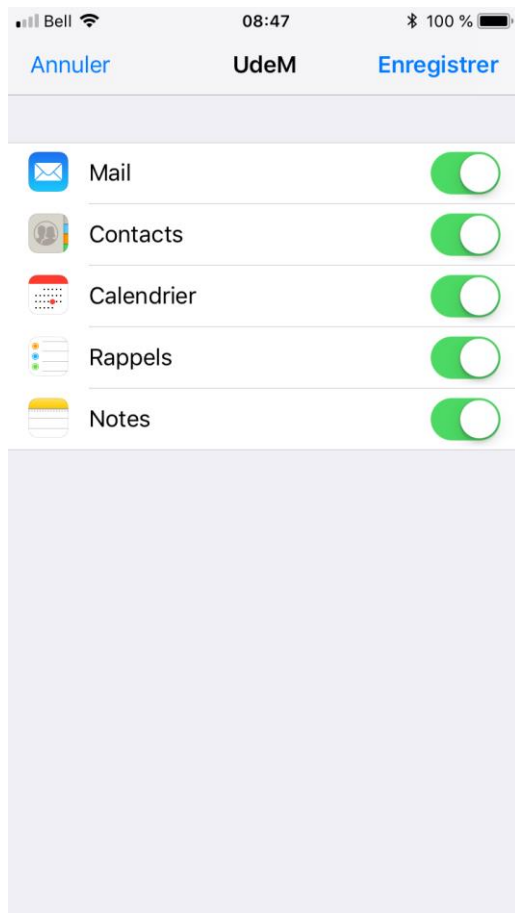 Bell 08:47 100 %
Annuler UdeM Enregistrer
Mail
Contacts
Calendrier
Rappels
Notes